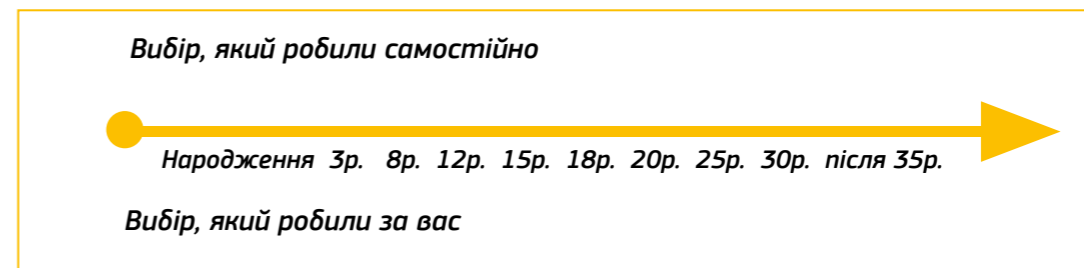 Вибір, який робили самостійно
Народження 3р. 8р. 12р. 15р. 18р. 20р. 25р. 30р. після 35р.
Вибір, який робили за вас